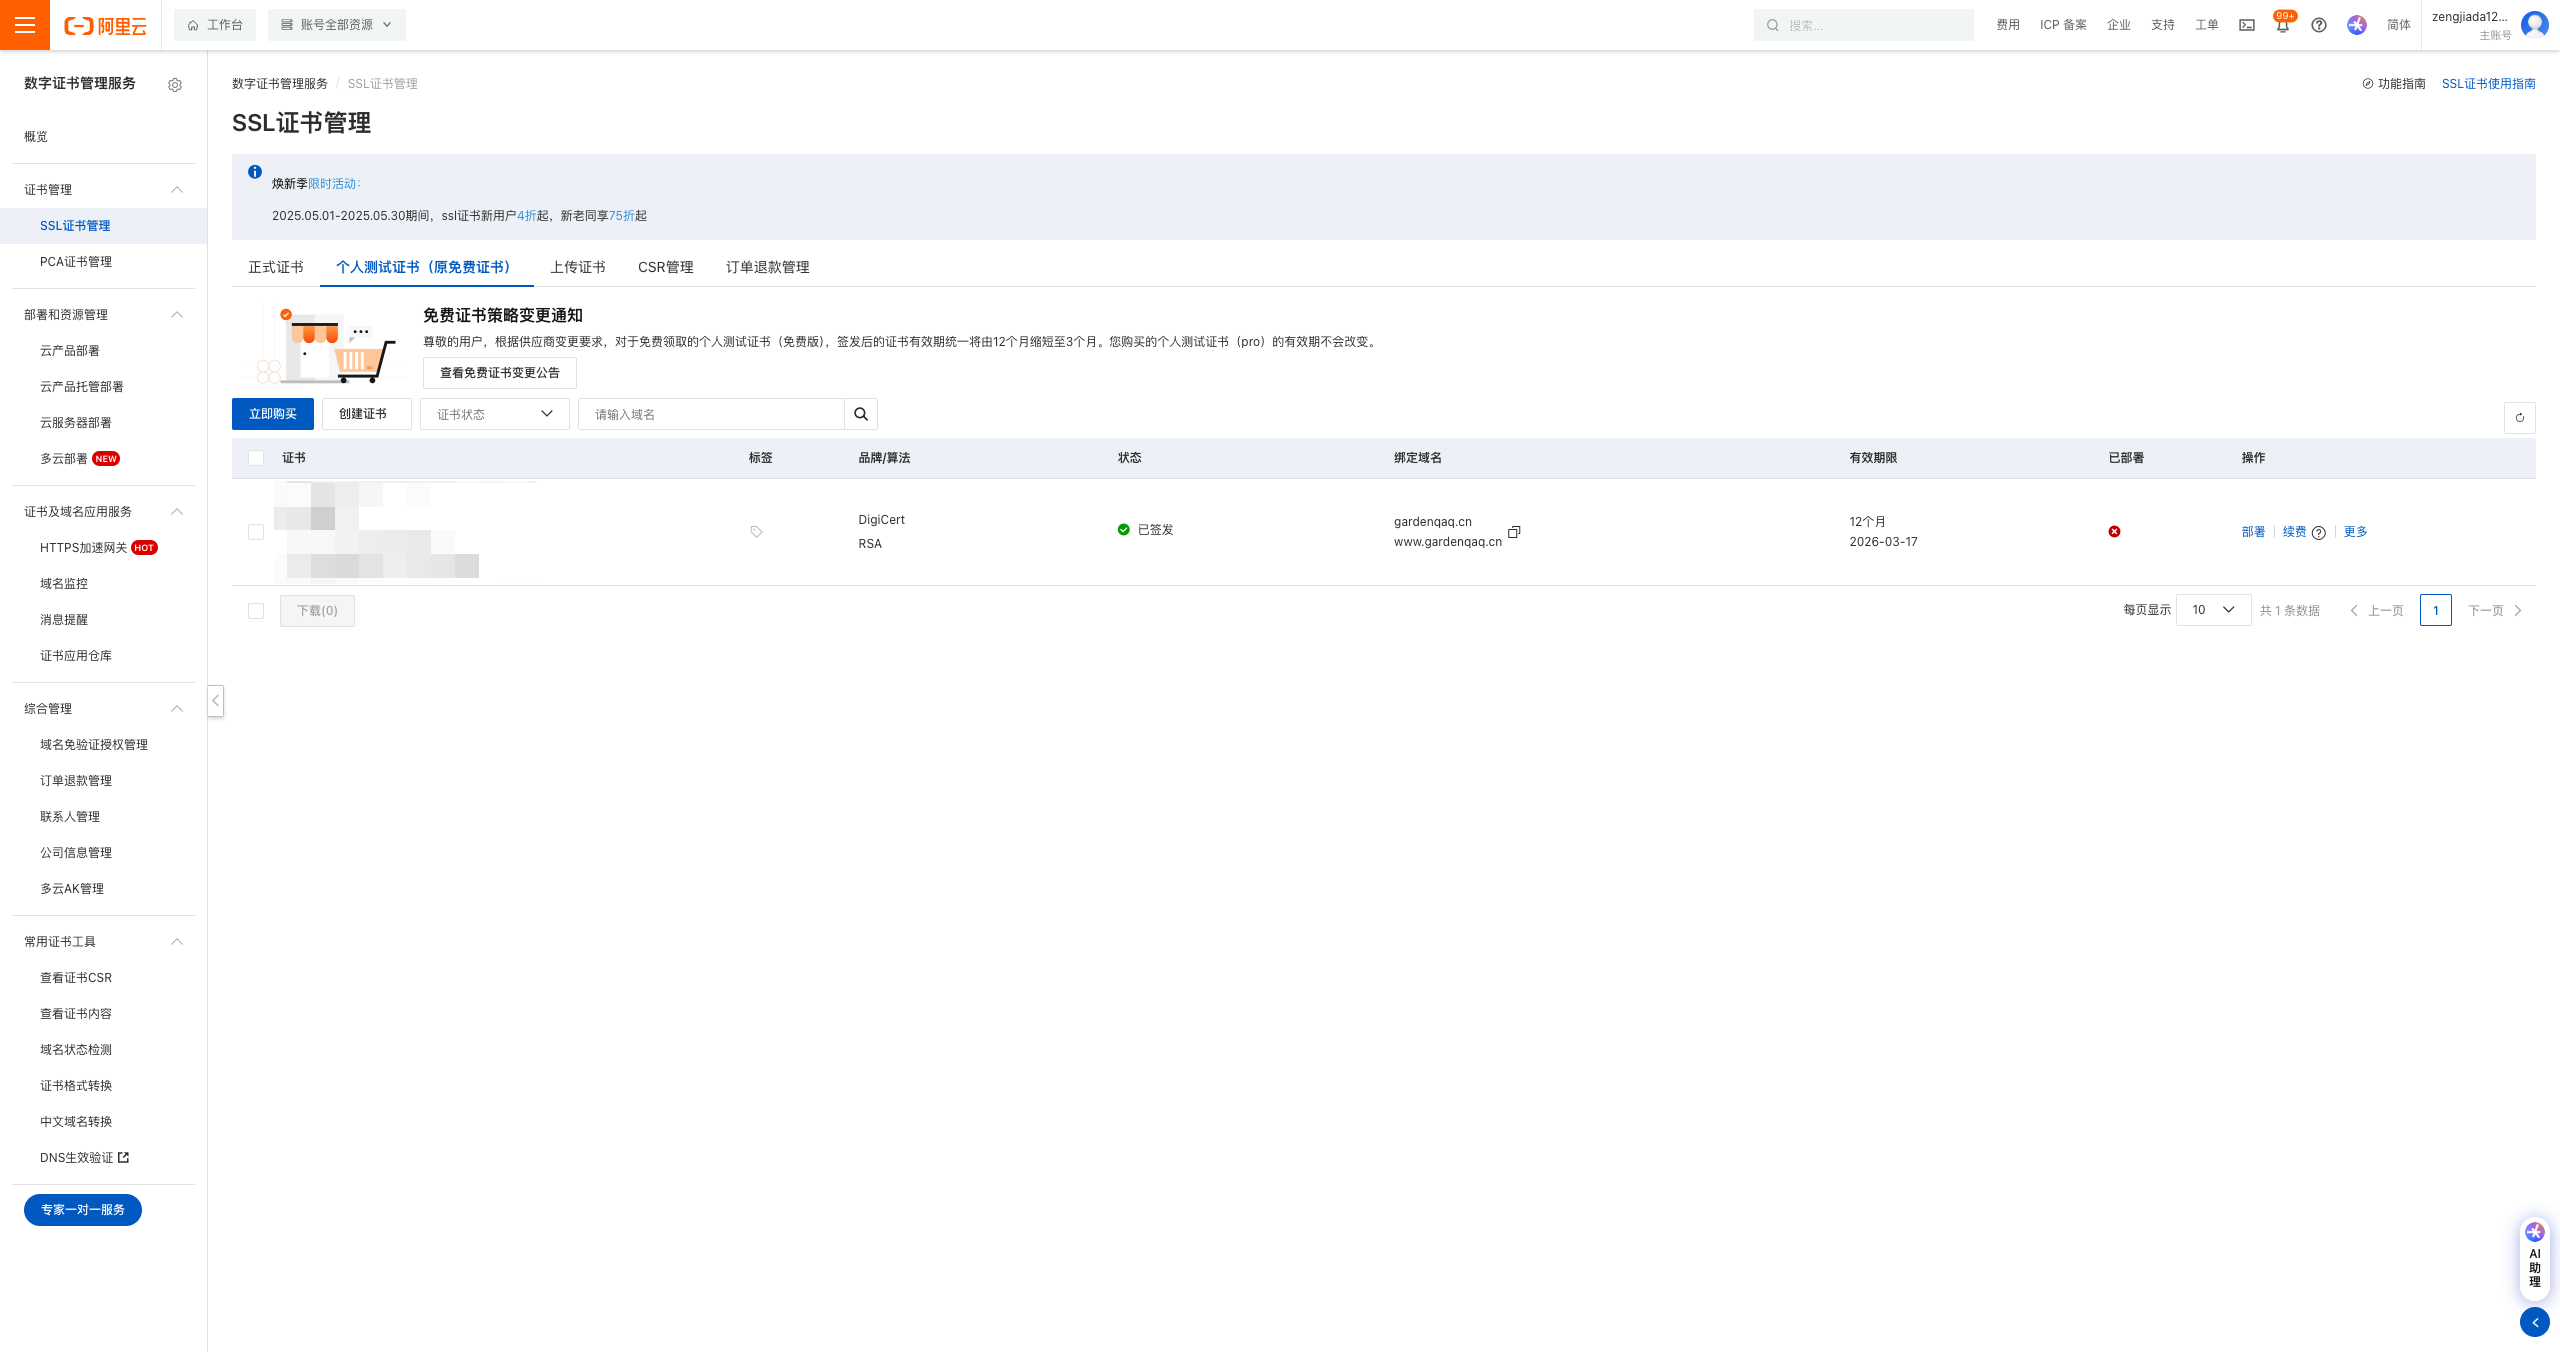 阿里云
工作台
账号全部资源
搜索...
费用
ICP 备案
企业
支持
工单
99+
简体
zengjiada12...
主账号
数字证书管理服务
概览
证书管理
SSL证书管理
PCA证书管理
部署和资源管理
云产品部署
云产品托管部署
云服务器部署
多云部署 NEW
证书及域名应用服务
HTTPS加速网关 HOT
域名监控
消息提醒
证书应用仓库
综合管理
域名免验证授权管理
订单退款管理
联系人管理
公司信息管理
多云AK管理
常用证书工具
查看证书CSR
查看证书内容
域名状态检测
证书格式转换
中文域名转换
DNS生效验证
专家一对一服务
数字证书管理服务 / SSL证书管理
功能指南
SSL证书使用指南
SSL证书管理
焕新季限时活动：
2025.05.01-2025.05.30期间，ssl证书新用户4折起，新老同享75折起
正式证书
个人测试证书（原免费证书）
上传证书
CSR管理
订单退款管理
免费证书策略变更通知
尊敬的用户，根据供应商变更要求，对于免费领取的个人测试证书（免费版），签发后的证书有效期统一将由12个月缩短至3个月。您购买的个人测试证书（pro）的有效期不会改变。
查看免费证书变更公告
立即购买
创建证书
证书状态
请输入域名
证书
标签
品牌/算法
状态
绑定域名
有效期限
已部署
操作
DigiCert
RSA
已签发
gardenqaq.cn
www.gardenqaq.cn
12个月
2026-03-17
部署
续费
更多
下载(0)
每页显示
10
共 1 条数据
上一页
1
下一页
AI
助
理